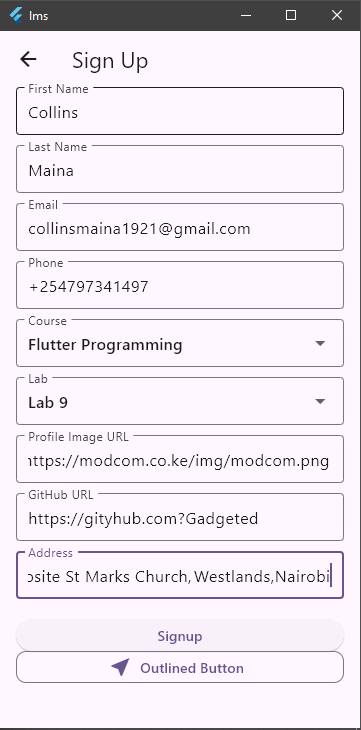 lms
Sign Up
First Name
Collins
Last Name
Maina
Email
collinsmaina1921@gmail.com
Phone
+254797341497
Course
Flutter Programming
Lab
Lab 9
Profile Image URL
https://modcom.co.ke/img/modcom.png
GitHub URL
https://gityhub.com?Gadgeted
Address
osite St Marks Church,Westlands,Nairobi
Signup
Outlined Button